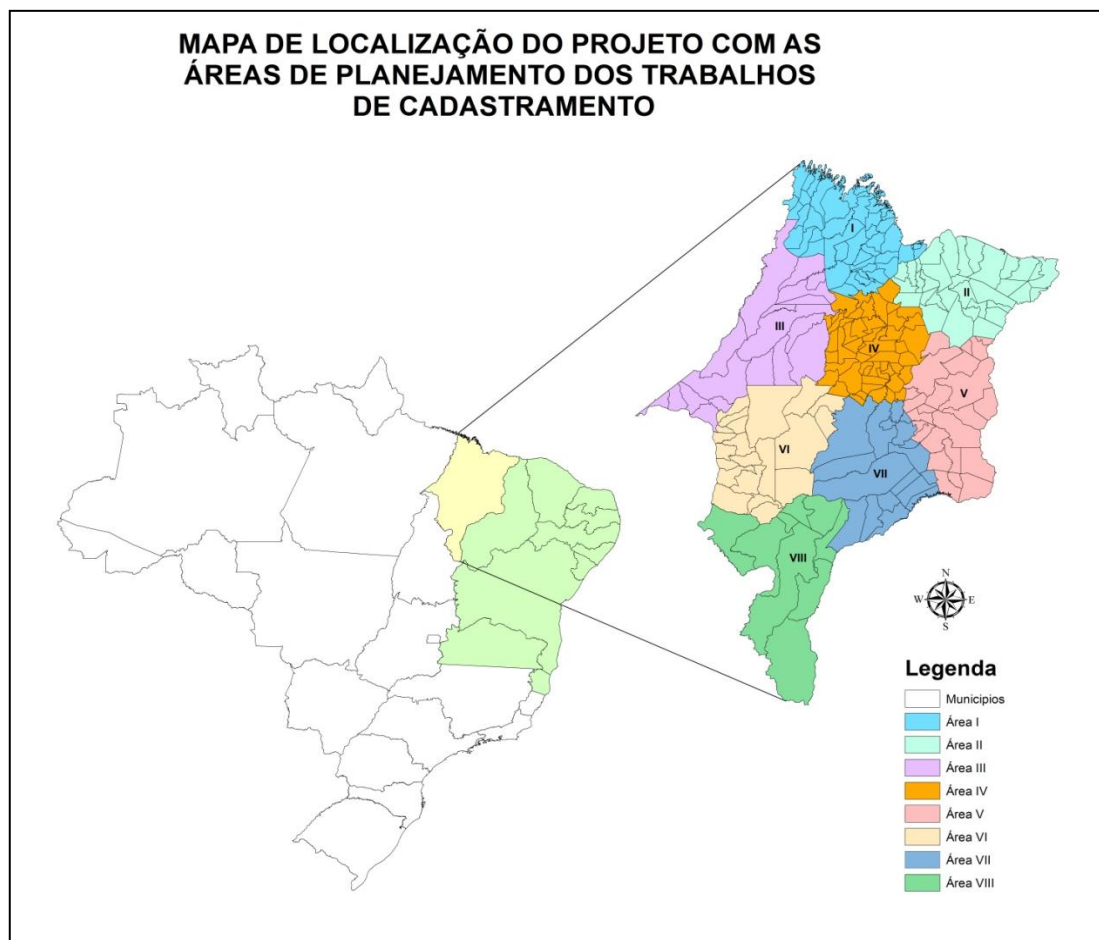 MAPA DE LOCALIZAÇÃO DO PROJETO COM AS
ÁREAS DE PLANEJAMENTO DOS TRABALHOS
DE CADASTRAMENTO
I
II
III
IV
V
VI
VII
VIII
N
W E
S
Legenda
Municipios
Área I
Área II
Área III
Área IV
Área V
Área VI
Área VII
Área VIII